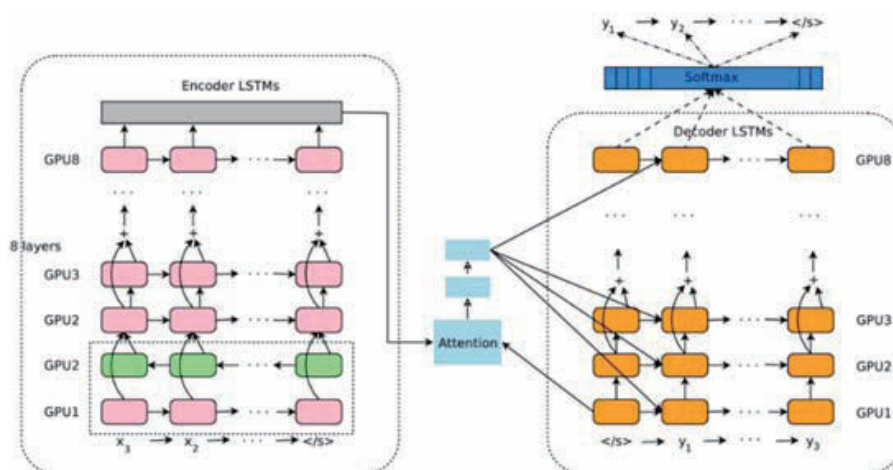 y1 y2 ··· </s>
Softmax
Encoder LSTMs
Decoder LSTMs
GPU8
GPU8
··· ···
8 layers
GPU3
GPU3
GPU2
Attention
GPU2
GPU2
GPU1
GPU1
x3 x2 ··· </s>
</s> y1 ··· y3